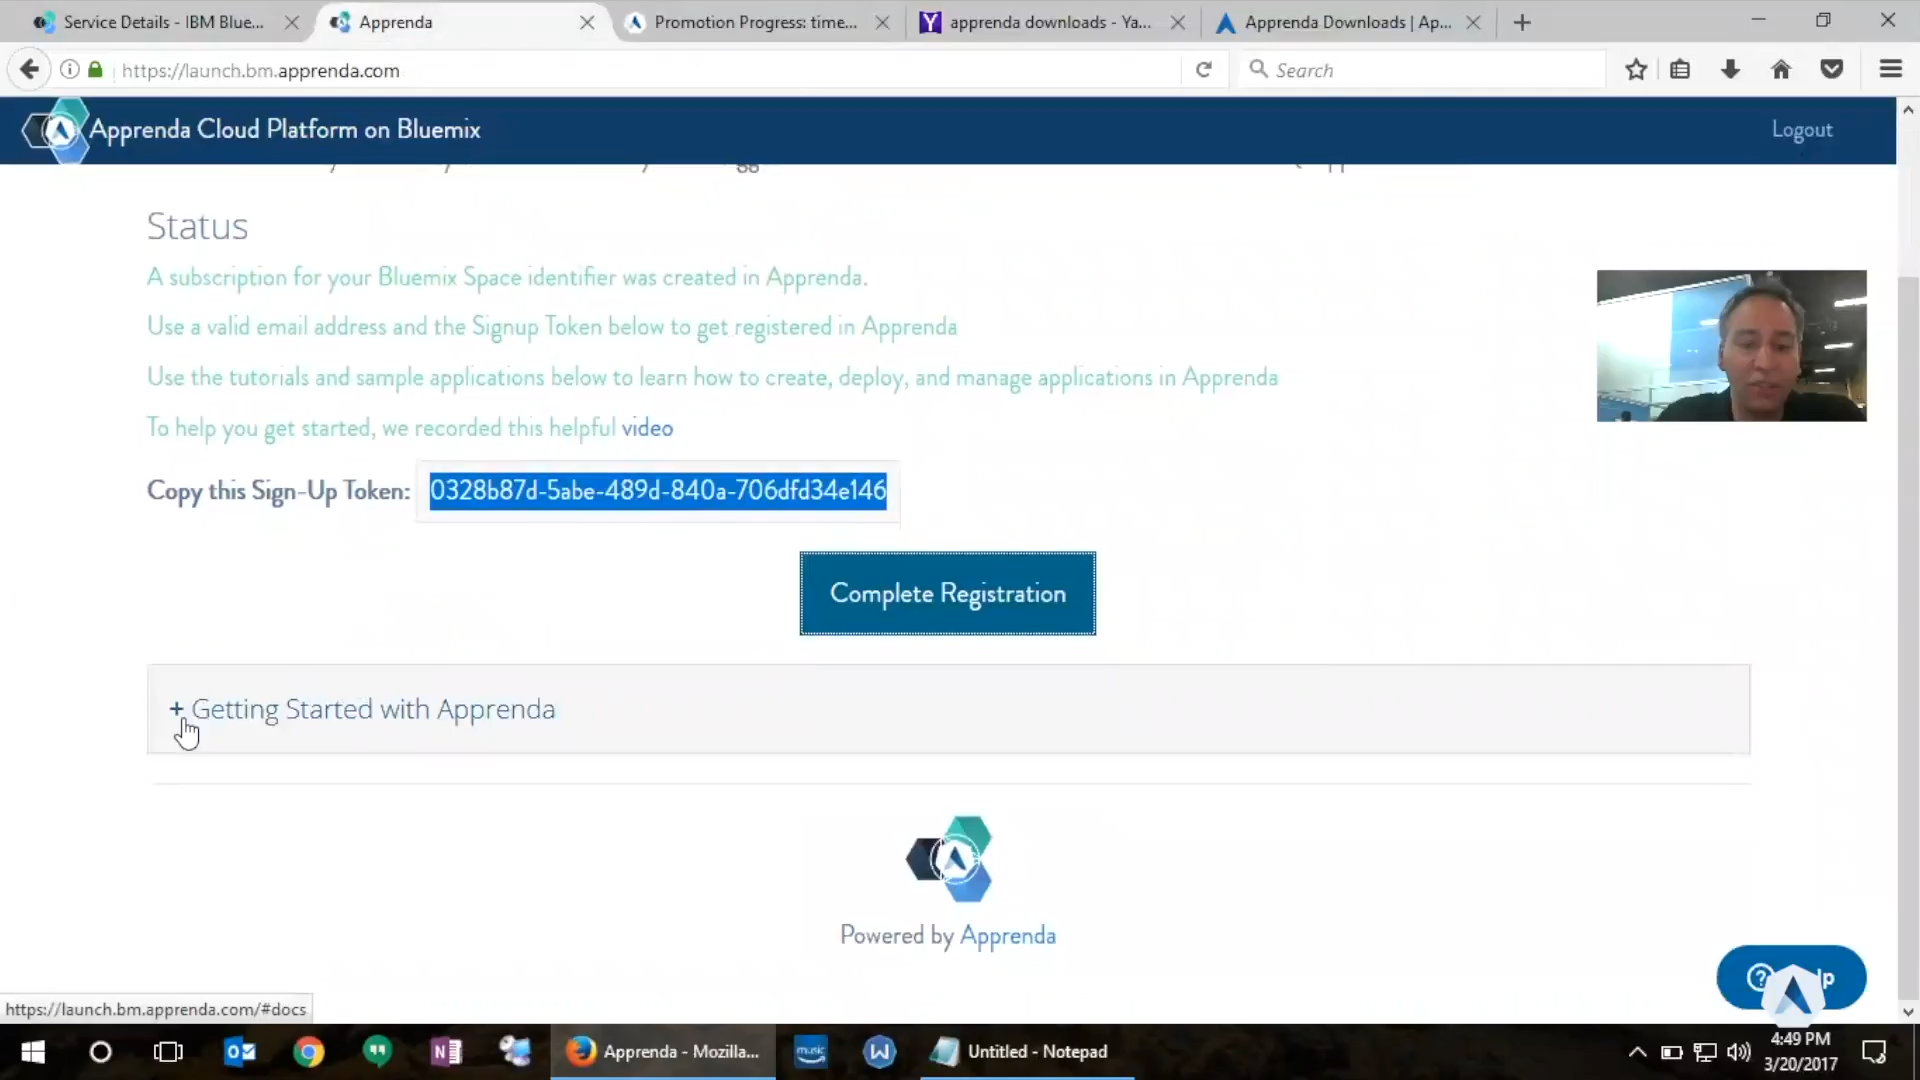 Service Details - IBM Blue...
Apprenda
Promotion Progress: time...
apprenda downloads - Ya...
Apprenda Downloads | Ap...
https://launch.bm.apprenda.com
Search
Apprenda Cloud Platform on Bluemix
Logout
Status
A subscription for your Bluemix Space identifier was created in Apprenda.
Use a valid email address and the Signup Token below to get registered in Apprenda
Use the tutorials and sample applications below to learn how to create, deploy, and manage applications in Apprenda
To help you get started, we recorded this helpful video
Copy this Sign-Up Token: 0328b87d-5abe-489d-840a-706dfd34e146
Complete Registration
+ Getting Started with Apprenda
Powered by Apprenda
https://launch.bm.apprenda.com/#docs
Apprenda - Mozilla...
music
Untitled - Notepad
4:49 PM
3/20/2017